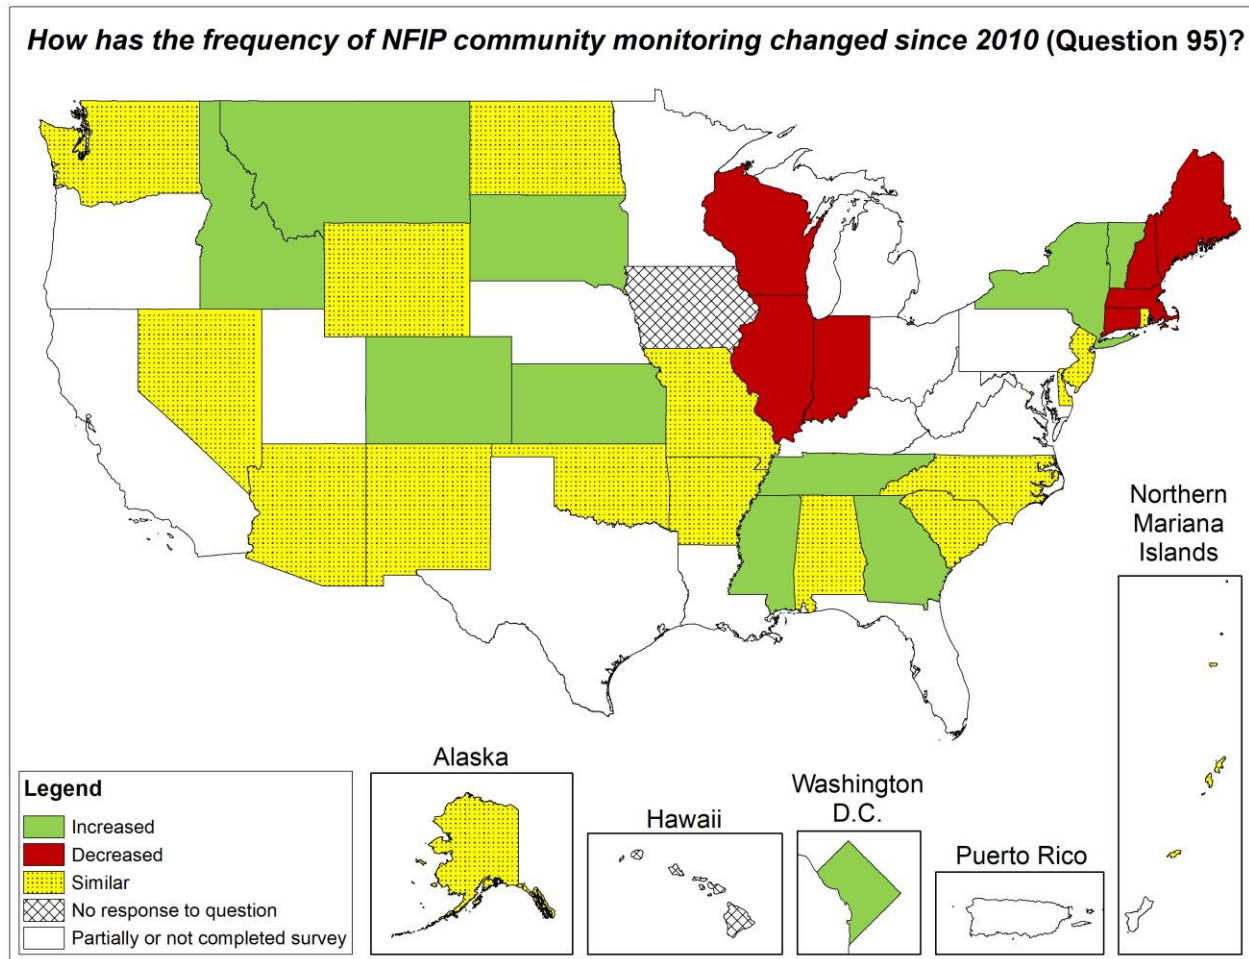 How has the frequency of NFIP community monitoring changed since 2010 (Question 95)?
Northern
Mariana
Islands
Alaska
Hawaii
Washington
D.C.
Puerto Rico
Legend
Increased
Decreased
Similar
No response to question
Partially or not completed survey